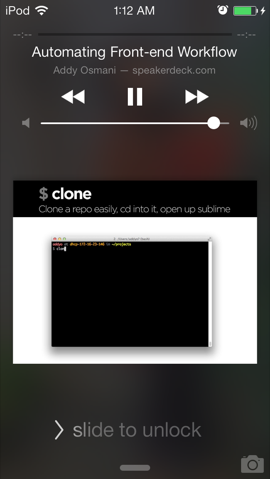 iPod 1:12 AM
--:-- --:--
Automating Front-end Workflow
Addy Osmani — speakerdeck.com
$ clone
Clone a repo easily, cd into it, open up sublime
$ clone
slide to unlock